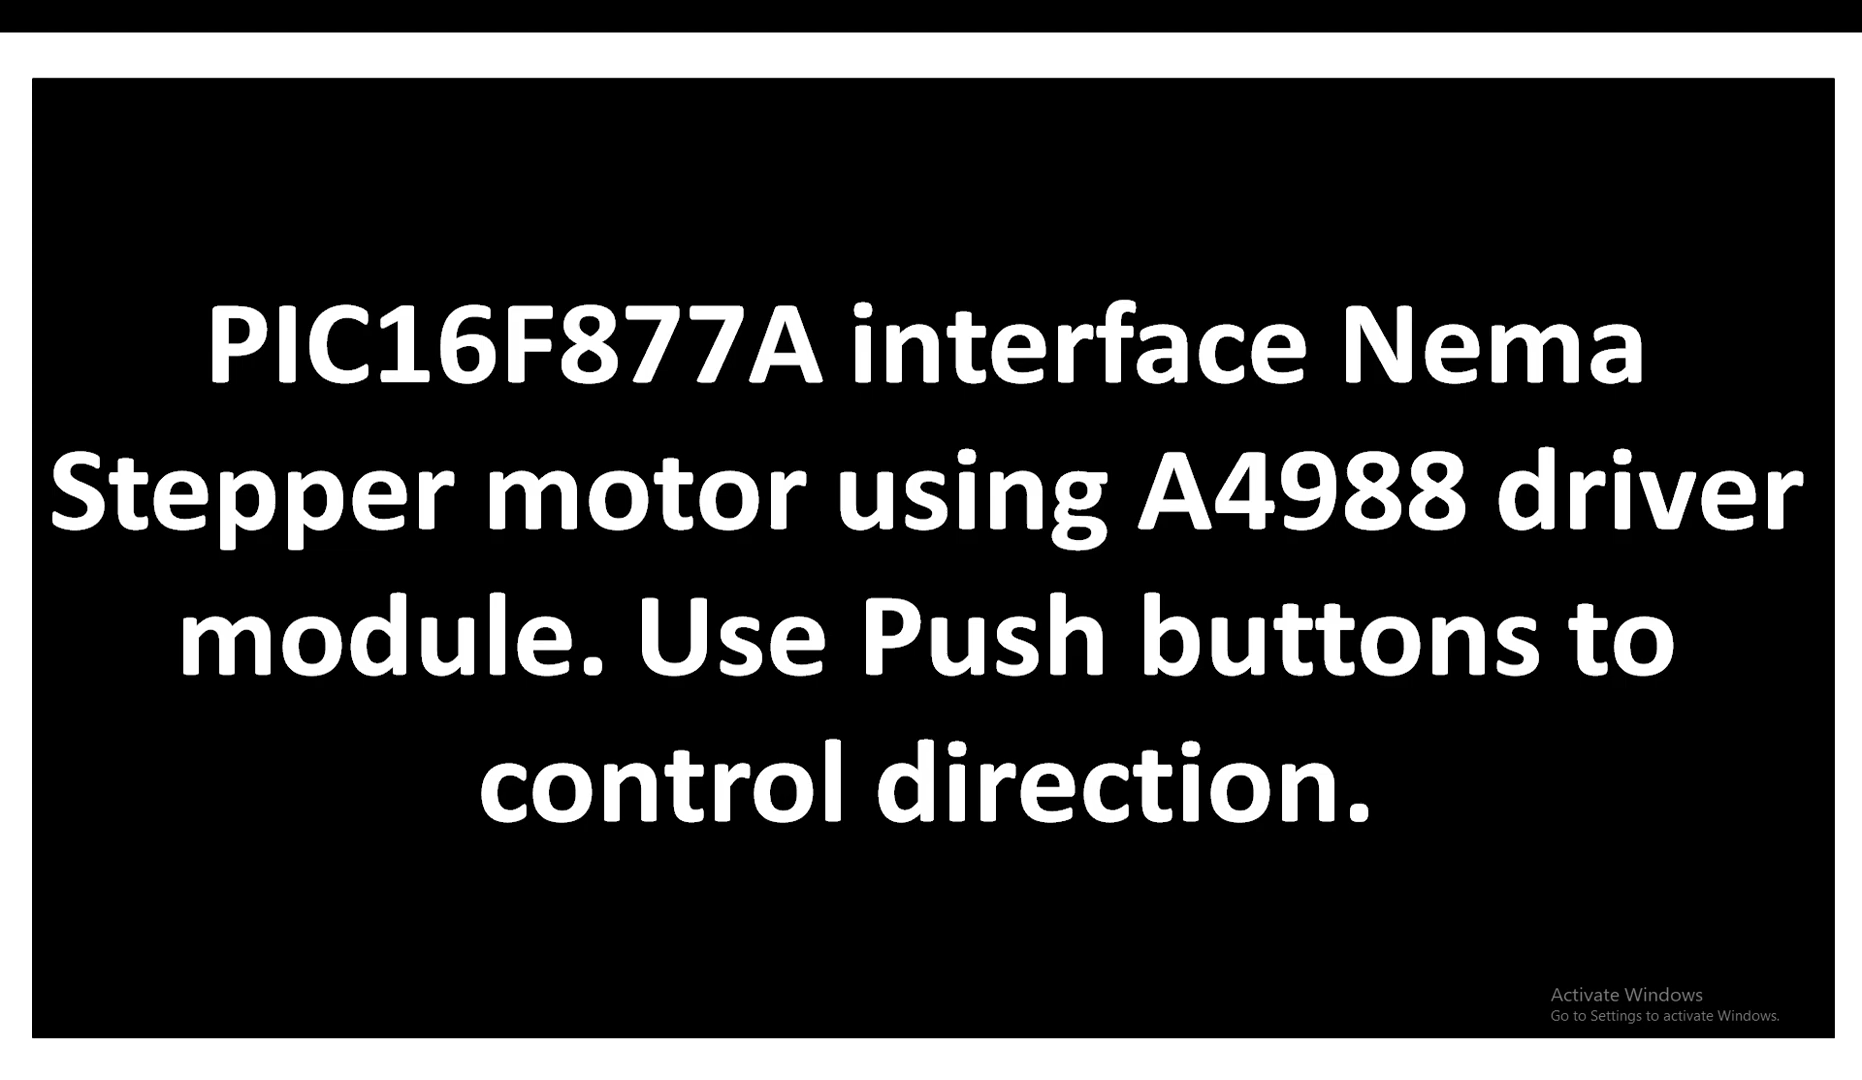 PIC16F877A interface Nema
Stepper motor using A4988 driver
module. Use Push buttons to
control direction.
Activate Windows
Go to Settings to activate Windows.